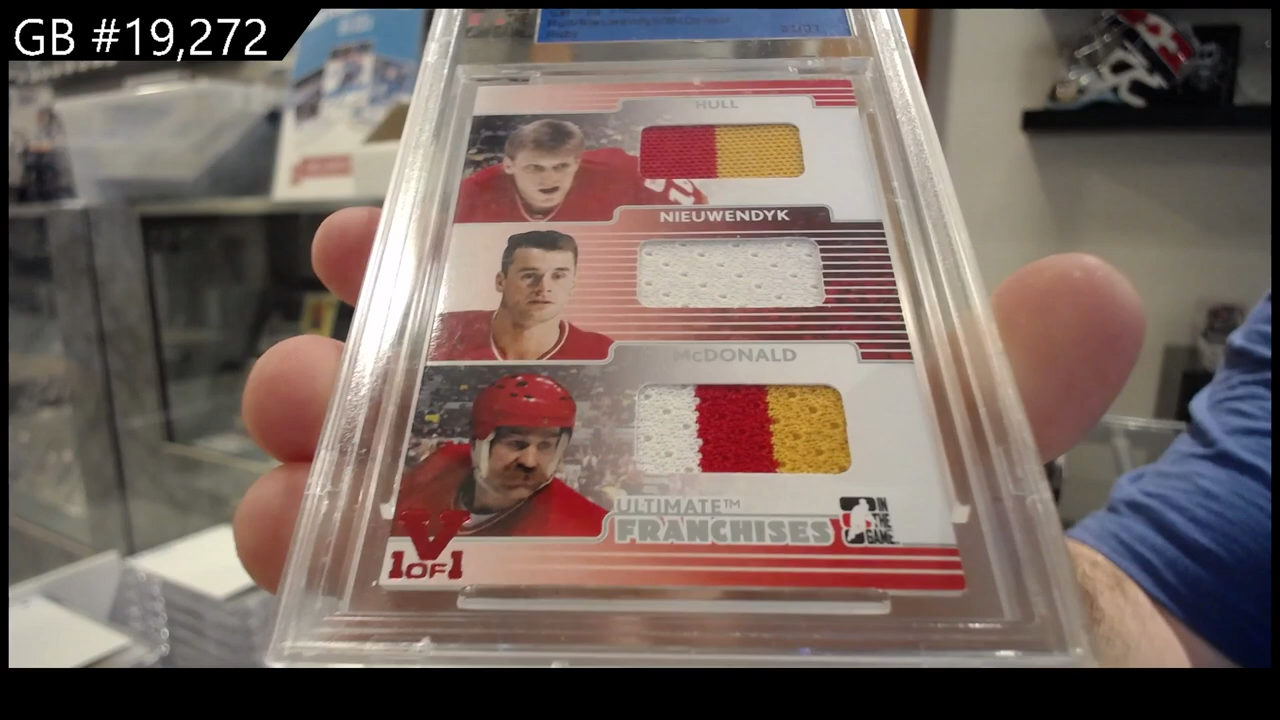 GB #19,272
HULL
NIEUWENDYK
McDONALD
ULTIMATE™
FRANCHISES
IN
THE
GAME
V
1 OF 1